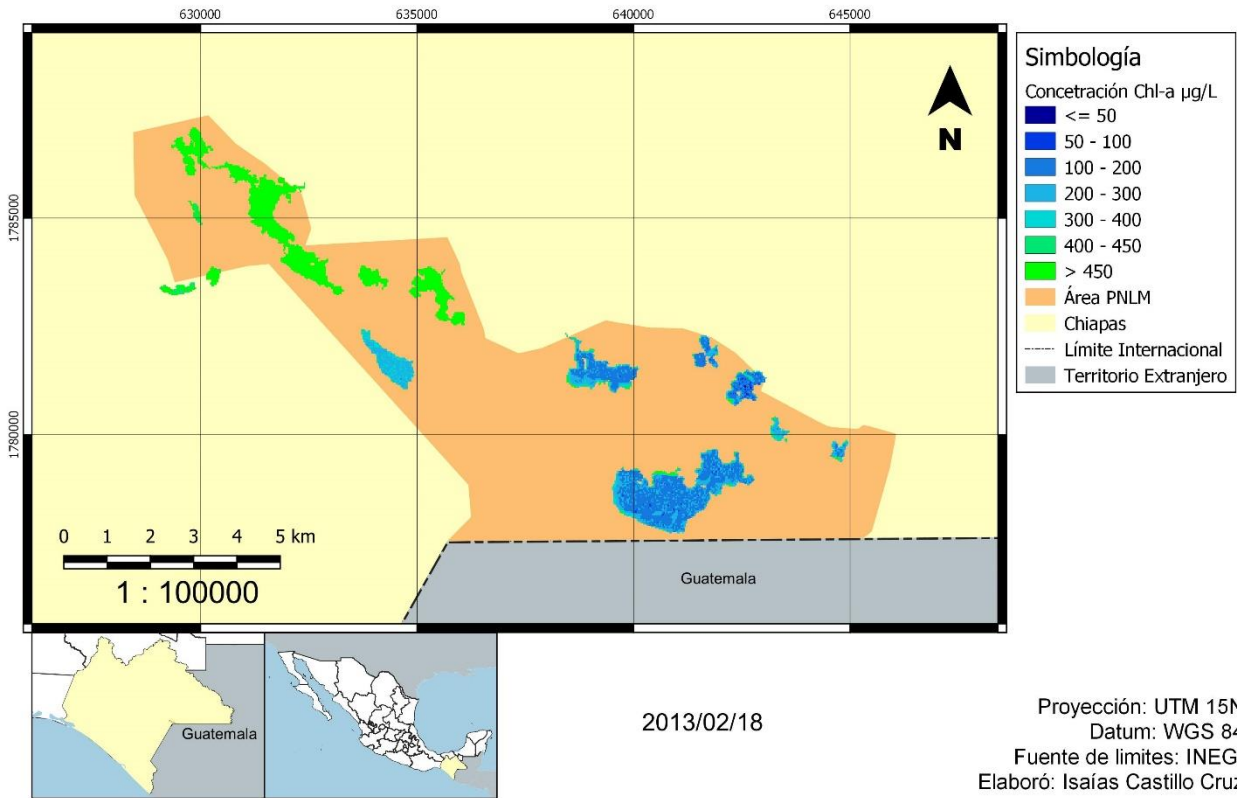 630000
635000
640000
645000
1785000
1780000
N
0 1 2 3 4 5 km
1 : 100000
Guatemala
Simbología
Concetración Chl-a µg/L
<= 50
50 - 100
100 - 200
200 - 300
300 - 400
400 - 450
> 450
Área PNLM
Chiapas
Límite Internacional
Territorio Extranjero
Guatemala
2013/02/18
Proyección: UTM 15N
Datum: WGS 84
Fuente de limites: INEG
Elaboró: Isaías Castillo Cruz